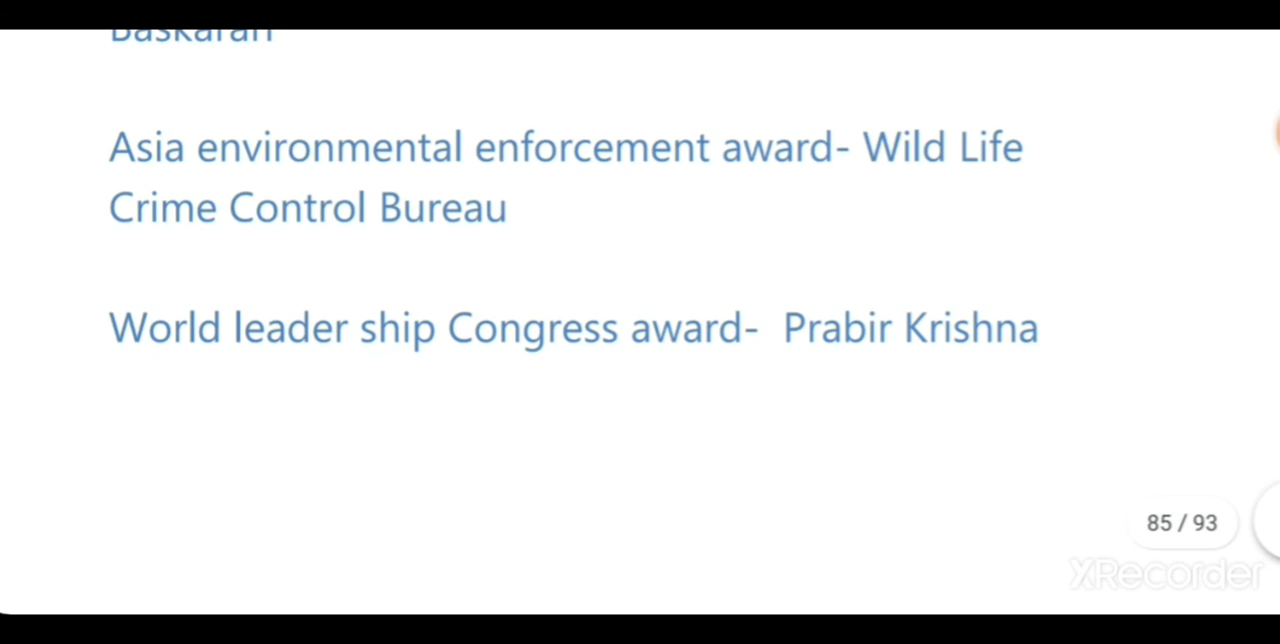 Baskaran
Asia environmental enforcement award- Wild Life
Crime Control Bureau
World leader ship Congress award-  Prabir Krishna
85 / 93
XRecorder